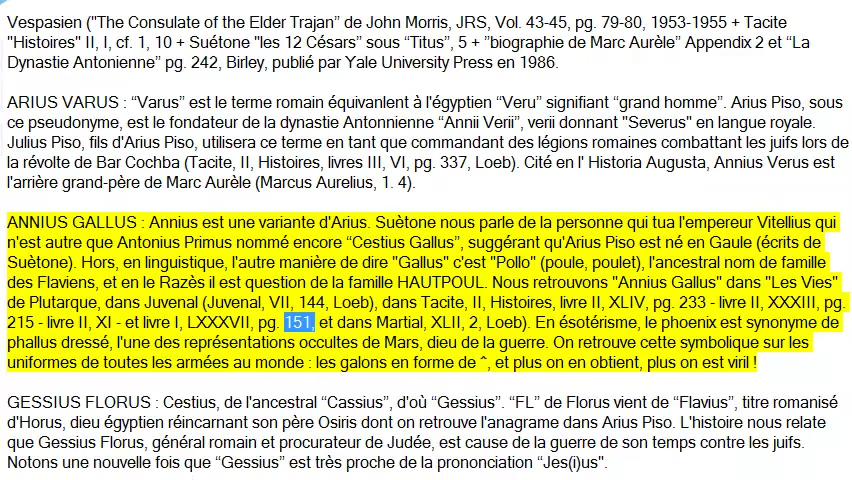 Vespasien ("The Consulate of the Elder Trajan” de John Morris, JRS, Vol. 43-45, pg. 79-80, 1953-1955 + Tacite
"Histoires" II, I, cf. 1, 10 + Suétone "les 12 Césars” sous “Titus”, 5 + ”biographie de Marc Aurèle” Appendix 2 et “La
Dynastie Antonienne” pg. 242, Birley, publié par Yale University Press en 1986.
ARIUS VARUS : “Varus” est le terme romain équivanlent à l'égyptien “Veru” signifiant “grand homme”. Arius Piso, sous
ce pseudonyme, est le fondateur de la dynastie Antonnienne “Annii Verii”, verii donnant "Severus" en langue royale.
Julius Piso, fils d'Arius Piso, utilisera ce terme en tant que commandant des légions romaines combattant les juifs lors de
la révolte de Bar Cochba (Tacite, II, Histoires, livres III, VI, pg. 337, Loeb). Cité en l' Historia Augusta, Annius Verus est
l'arrière grand-père de Marc Aurèle (Marcus Aurelius, 1. 4).
ANNIUS GALLUS : Annius est une variante d'Arius. Suètone nous parle de la personne qui tua l'empereur Vitellius qui
n'est autre que Antonius Primus nommé encore “Cestius Gallus”, suggérant qu'Arius Piso est né en Gaule (écrits de
Suètone). Hors, en linguistique, l'autre manière de dire "Gallus" c'est "Pollo" (poule, poulet), l'ancestral nom de famille
des Flaviens, et en le Razès il est question de la famille HAUTPOUL. Nous retrouvons "Annius Gallus" dans "Les Vies"
de Plutarque, dans Juvenal (Juvenal, VII, 144, Loeb), dans Tacite, II, Histoires, livre II, XLIV, pg. 233 - livre II, XXXIII, pg.
215 - livre II, XI - et livre I, LXXXVII, pg. 151, et dans Martial, XLII, 2, Loeb). En ésotérisme, le phoenix est synonyme de
phallus dressé, l'une des représentations occultes de Mars, dieu de la guerre. On retrouve cette symbolique sur les
uniformes de toutes les armées au monde : les galons en forme de ˆ, et plus on en obtient, plus on est viril !
GESSIUS FLORUS : Cestius, de l'ancestral “Cassius”, d'où “Gessius”. “FL” de Florus vient de “Flavius”, titre romanisé
d'Horus, dieu égyptien réincarnant son père Osiris dont on retrouve l'anagrame dans Arius Piso. L'histoire nous relate
que Gessius Florus, général romain et procurateur de Judée, est cause de la guerre de son temps contre les juifs.
Notons une nouvelle fois que “Gessius” est très proche de la prononciation “Jes(i)us".